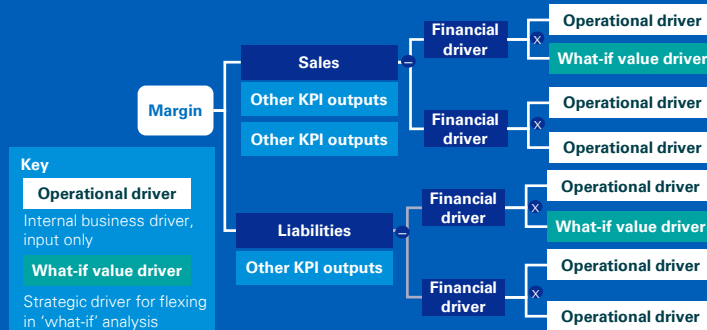 Margin
Sales
Other KPI outputs
Other KPI outputs
Financial
driver
x
Operational driver
What-if value driver
Financial
driver
x
Operational driver
Operational driver
Liabilities
Other KPI outputs
Financial
driver
x
Operational driver
What-if value driver
Financial
driver
x
Operational driver
Operational driver
Key
Operational driver
Internal business driver,
input only
What-if value driver
Strategic driver for flexing
in ‘what-if’ analysis